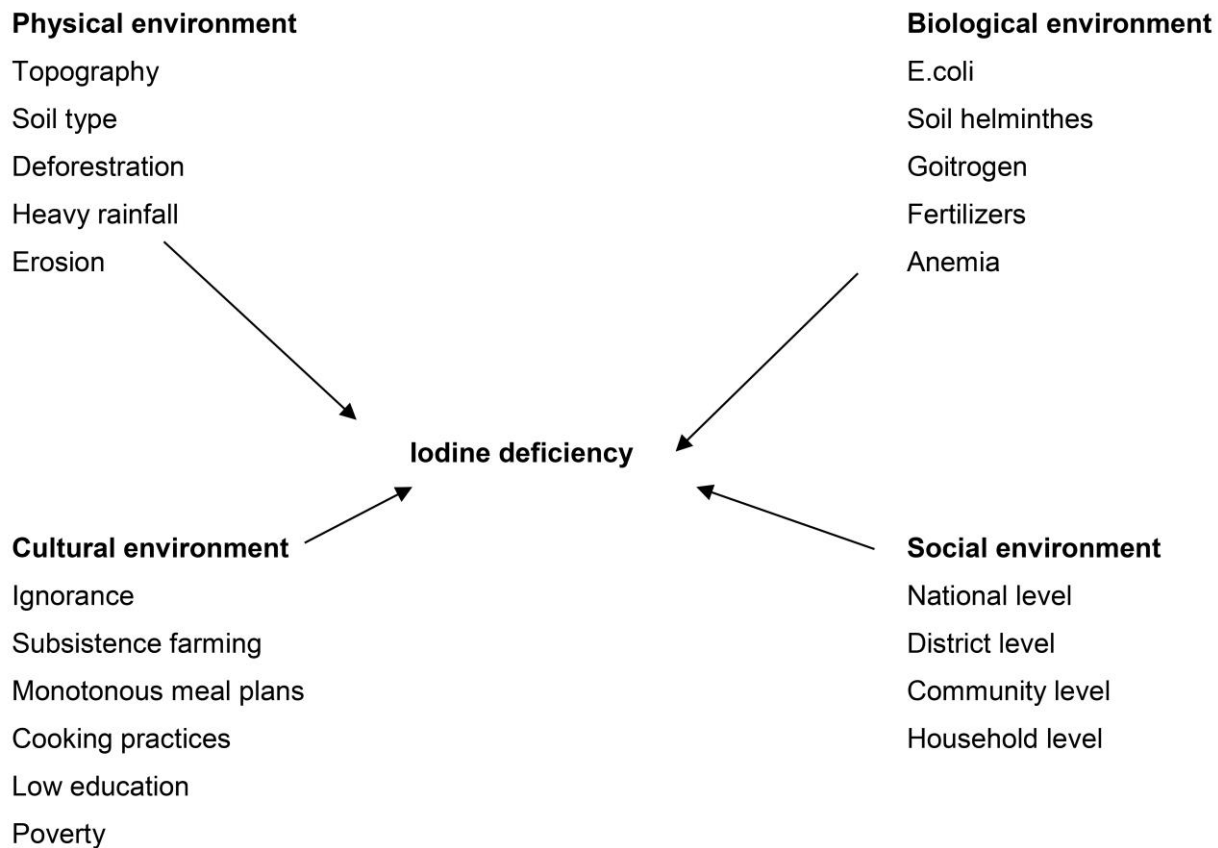 Physical environment
Topography
Soil type
Deforestration
Heavy rainfall
Erosion
Biological environment
E.coli
Soil helminthes
Goitrogen
Fertilizers
Anemia
Iodine deficiency
Cultural environment
Ignorance
Subsistence farming
Monotonous meal plans
Cooking practices
Low education
Poverty
Social environment
National level
District level
Community level
Household level